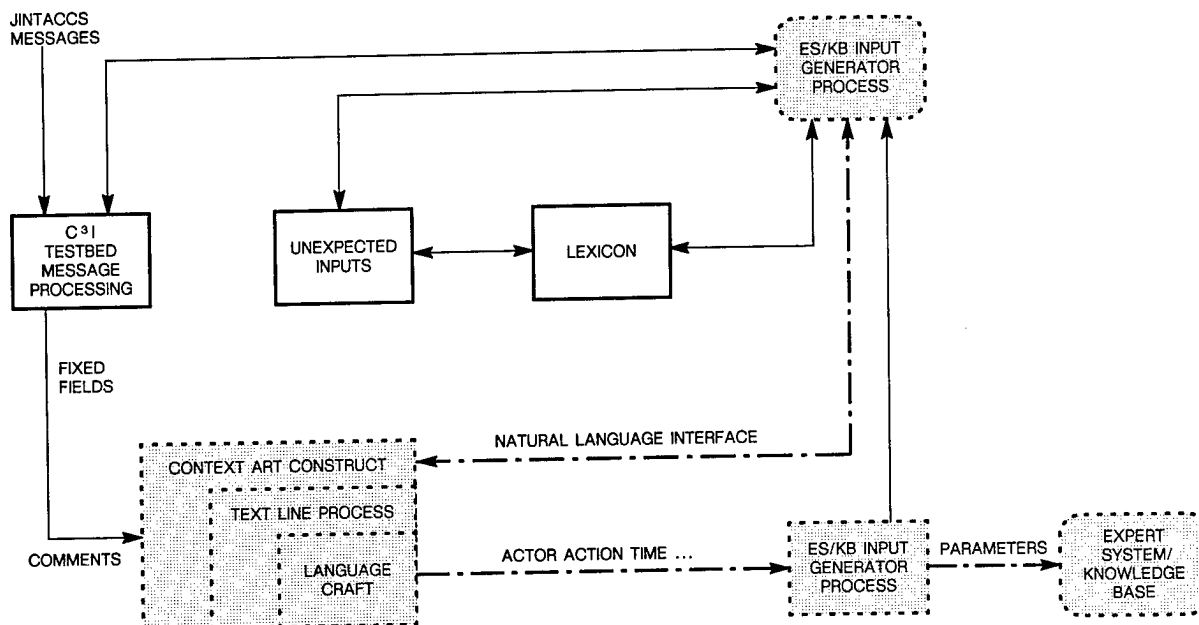 JINTACCS
MESSAGES
ES/KB INPUT
GENERATOR
PROCESS
C³I
TESTBED
MESSAGE
PROCESSING
UNEXPECTED
INPUTS
LEXICON
FIXED
FIELDS
NATURAL LANGUAGE INTERFACE
CONTEXT ART CONSTRUCT
TEXT LINE PROCESS
LANGUAGE
CRAFT
COMMENTS
ACTOR ACTION TIME ...
ES/KB INPUT
GENERATOR
PROCESS
PARAMETERS
EXPERT
SYSTEM/
KNOWLEDGE
BASE